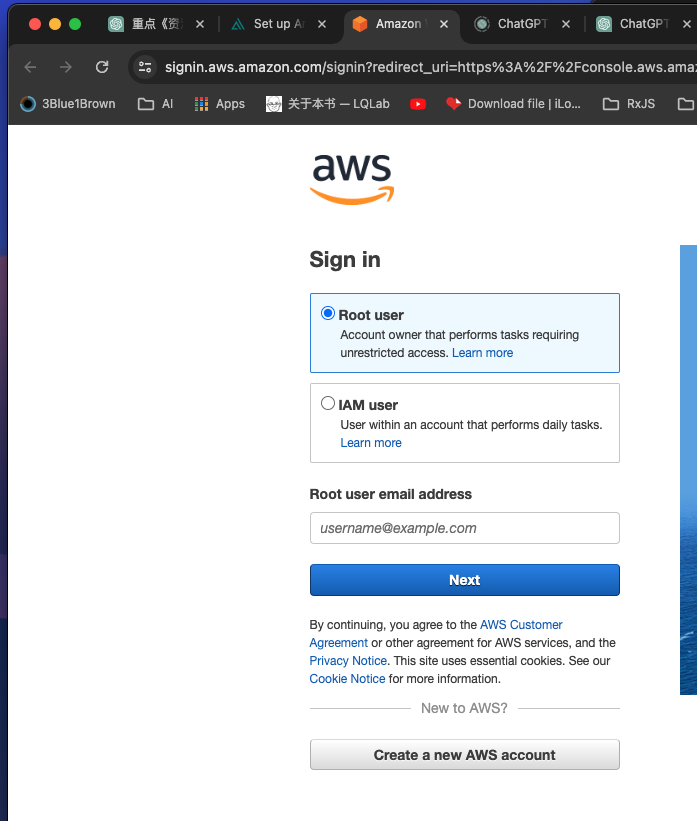 重点《资
Set up A
Amazon
ChatGPT
ChatGPT
signin.aws.amazon.com/signin?redirect_uri=https%3A%2F%2Fconsole.aws.ama
3Blue1Brown
AI
Apps
关于本书 — LQLab
Download file | iLo...
RxJS
aws
Sign in
Root user
Account owner that performs tasks requiring
unrestricted access. Learn more
IAM user
User within an account that performs daily tasks.
Learn more
Root user email address
username@example.com
Next
By continuing, you agree to the AWS Customer
Agreement or other agreement for AWS services, and the
Privacy Notice. This site uses essential cookies. See our
Cookie Notice for more information.
New to AWS?
Create a new AWS account